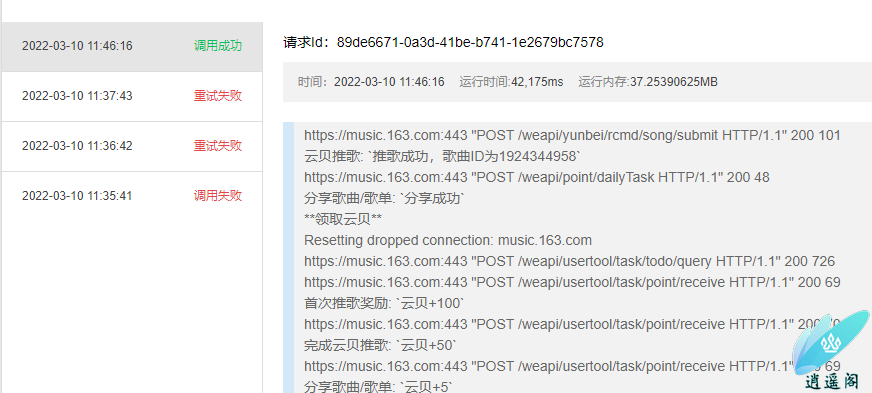 2022-03-10 11:46:16 调用成功
2022-03-10 11:37:43 重试失败
2022-03-10 11:36:42 重试失败
2022-03-10 11:35:41 调用失败
请求Id：89de6671-0a3d-41be-b741-1e2679bc7578
时间：2022-03-10 11:46:16 运行时间:42,175ms 运行内存:37.25390625MB
https://music.163.com:443 "POST /weapi/yunbei/rcmd/song/submit HTTP/1.1" 200 101
云贝推歌: `推歌成功，歌曲ID为1924344958`
https://music.163.com:443 "POST /weapi/point/dailyTask HTTP/1.1" 200 48
分享歌曲/歌单: `分享成功`
**领取云贝**
Resetting dropped connection: music.163.com
https://music.163.com:443 "POST /weapi/usertool/task/todo/query HTTP/1.1" 200 726
https://music.163.com:443 "POST /weapi/usertool/task/point/receive HTTP/1.1" 200 69
首次推歌奖励: `云贝+100`
https://music.163.com:443 "POST /weapi/usertool/task/point/receive HTTP/1.1" 200
完成云贝推歌: `云贝+50`
https://music.163.com:443 "POST /weapi/usertool/task/point/receive HTTP/1.1" 69
分享歌曲/歌单: `云贝+5`
逍遥阁